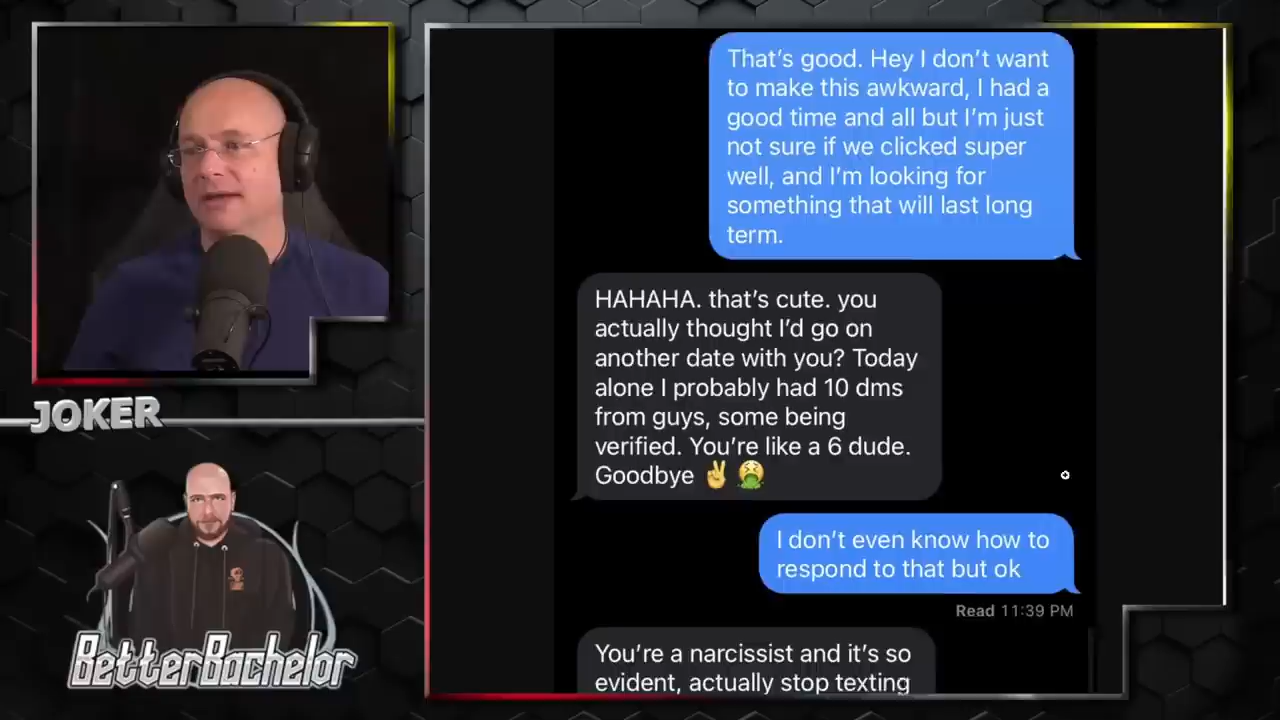 That's good. Hey I don't want
to make this awkward, I had a
good time and all but I'm just
not sure if we clicked super
well, and I'm looking for
something that will last long
term.
HAHAHA. that's cute. you
actually thought I'd go on
another date with you? Today
alone I probably had 10 dms
from guys, some being
verified. You're like a 6 dude.
Goodbye ✌️🤮
I don't even know how to
respond to that but ok
Read 11:39 PM
You're a narcissist and it's so
evident, actually stop texting
JOKER
BetterBachelor